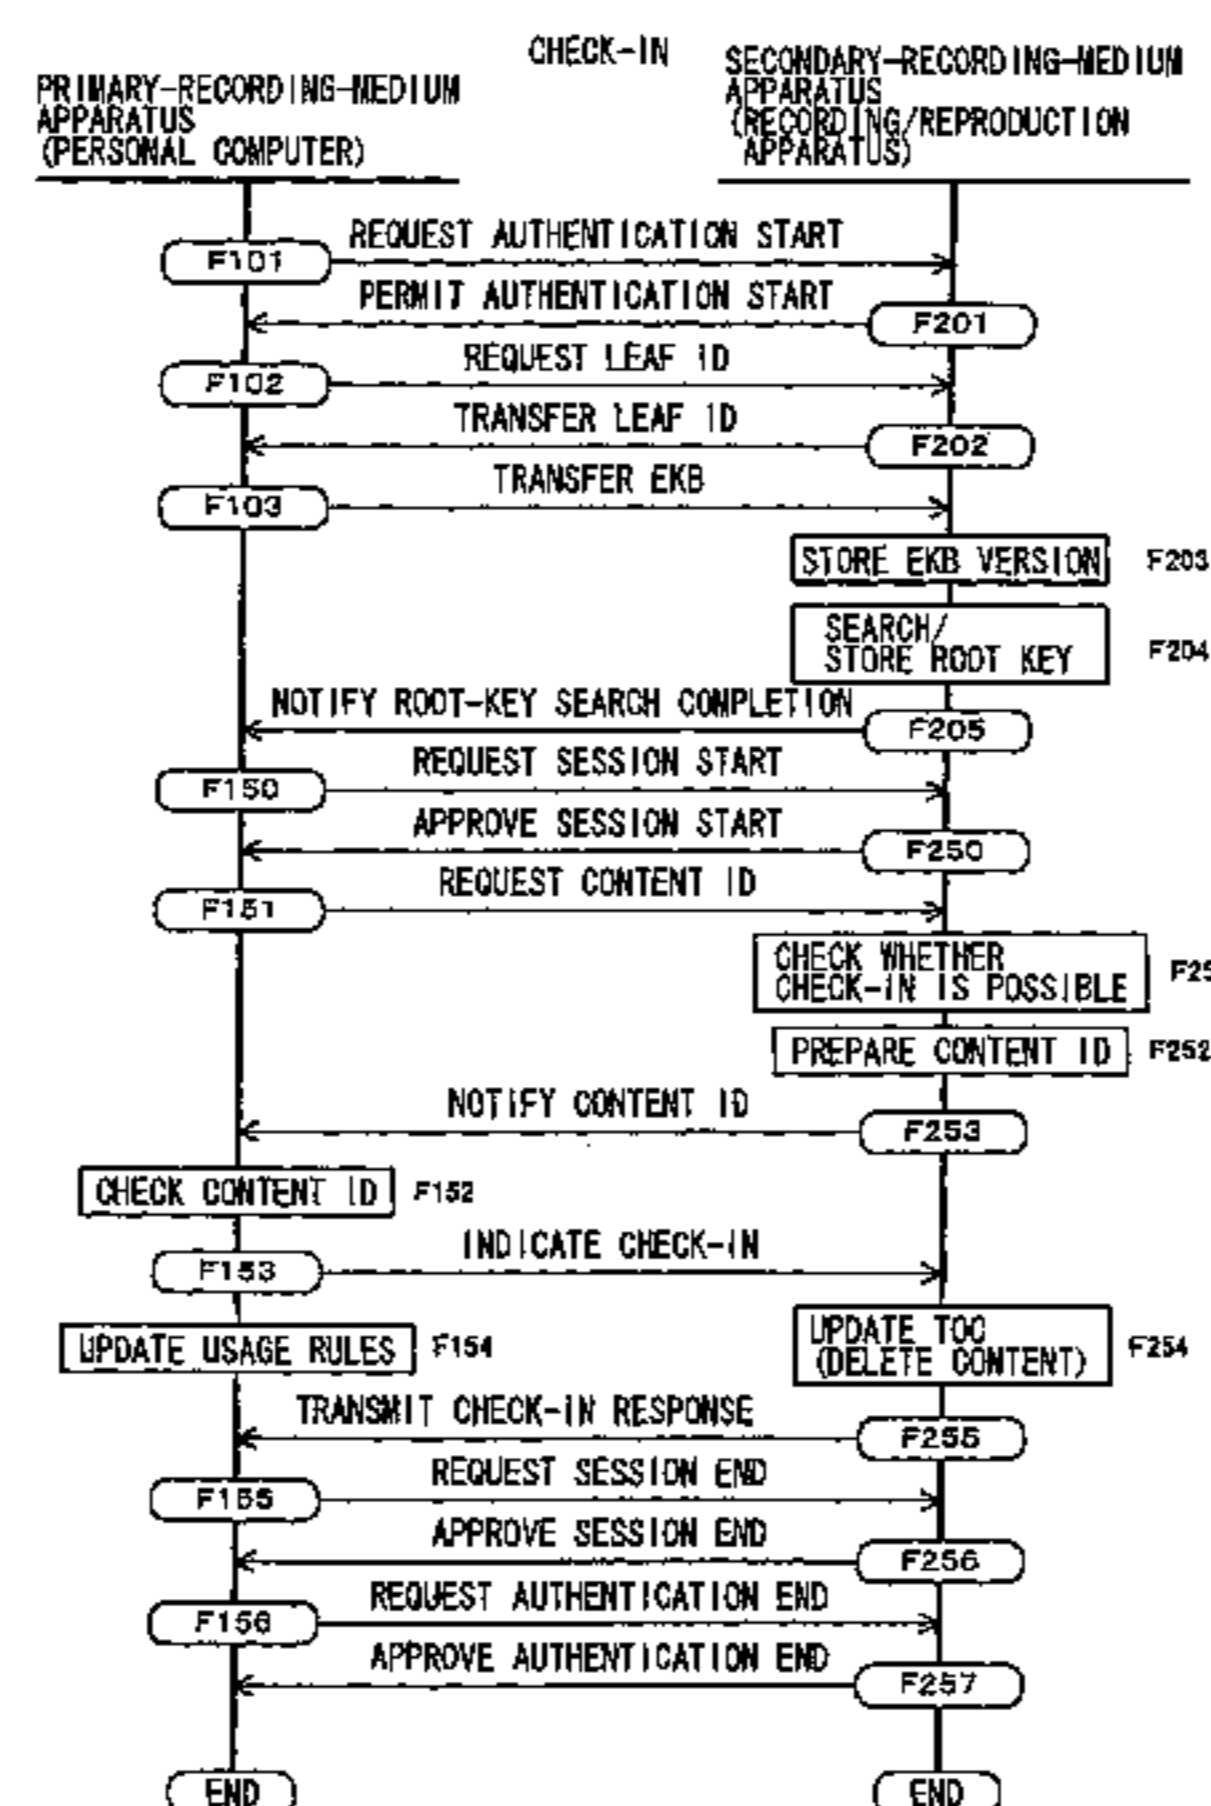 CHECK-IN
PRIMARY-RECORDING-MEDIUM
APPARATUS
(PERSONAL COMPUTER)
SECONDARY-RECORDING-MEDIUM
APPARATUS
(RECORDING/REPRODUCTION
APPARATUS)
REQUEST AUTHENTICATION START
F101
PERMIT AUTHENTICATION START
F201
REQUEST LEAF ID
F102
TRANSFER LEAF ID
F202
TRANSFER EKB
F103
STORE EKB VERSION F203
SEARCH/
STORE ROOT KEY F204
NOTIFY ROOT-KEY SEARCH COMPLETION
F205
REQUEST SESSION START
F150
APPROVE SESSION START
F250
REQUEST CONTENT ID
F151
CHECK WHETHER
CHECK-IN IS POSSIBLE F25
PREPARE CONTENT ID F252
NOTIFY CONTENT ID
F253
CHECK CONTENT ID F152
INDICATE CHECK-IN
F153
UPDATE USAGE RULES F154
UPDATE TOC
(DELETE CONTENT) F254
TRANSMIT CHECK-IN RESPONSE
F255
REQUEST SESSION END
F155
APPROVE SESSION END
F256
REQUEST AUTHENTICATION END
F156
APPROVE AUTHENTICATION END
F257
END
END